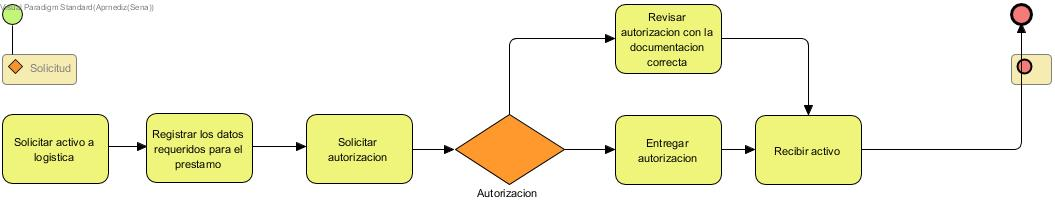 Visual Paradigm Standard(Aprnediz(Sena))
Solicitud
Revisar
autorizacion con la
documentacion
correcta
Solicitar activo a
logistica
Registrar los datos
requeridos para el
prestamo
Solicitar
autorizacion
Autorizacion
Entregar
autorizacion
Recibir activo